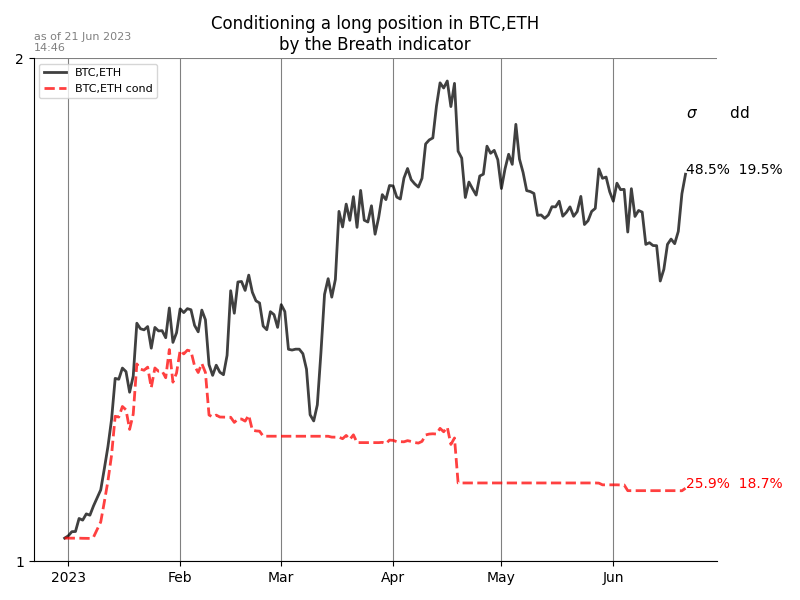 Conditioning a long position in BTC,ETH
by the Breath indicator
as of 21 Jun 2023
14:46
2
BTC,ETH
BTC,ETH cond
σ dd
48.5% 19.5%
25.9% 18.7%
1
2023 Feb Mar Apr May Jun